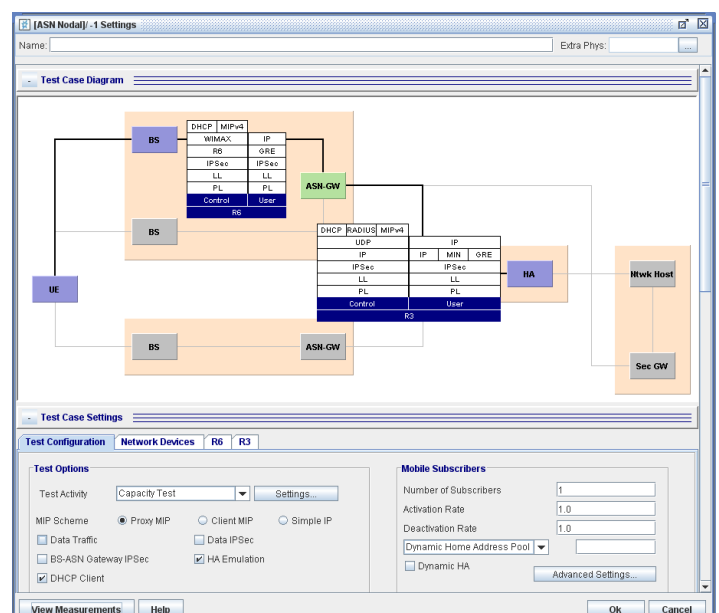 [ASN Nodal]/ -1 Settings
Name: Extra Phys: ...
- Test Case Diagram
DHCP MIPv4
BS WIMAX IP
R6 GRE
IPSec IPSec
LL LL
PL PL
ASN-GW
Control User
R6
BS
DHCP RADIUS MIPv4
UDP IP
IP IP MIN GRE
IPSec IPSec
LL LL
PL PL
Control User
R3
HA
Ntwk Host
UE
BS
ASN-GW
Sec GW
- Test Case Settings
Test Configuration Network Devices R6 R3
Test Options
Test Activity Capacity Test Settings...
MIP Scheme Proxy MIP Client MIP Simple IP
Data Traffic Data IPSec
BS-ASN Gateway IPSec HA Emulation
DHCP Client
Mobile Subscribers
Number of Subscribers 1
Activation Rate 1.0
Deactivation Rate 1.0
Dynamic Home Address Pool
Dynamic HA
Advanced Settings...
View Measurements Help Ok Cancel